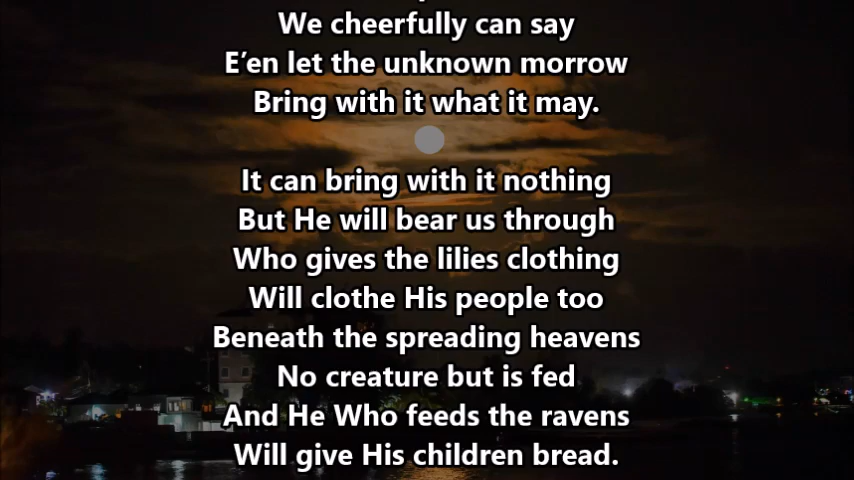 We cheerfully can say
E’en let the unknown morrow
Bring with it what it may.
It can bring with it nothing
But He will bear us through
Who gives the lilies clothing
Will clothe His people too
Beneath the spreading heavens
No creature but is fed
And He Who feeds the ravens
Will give His children bread.